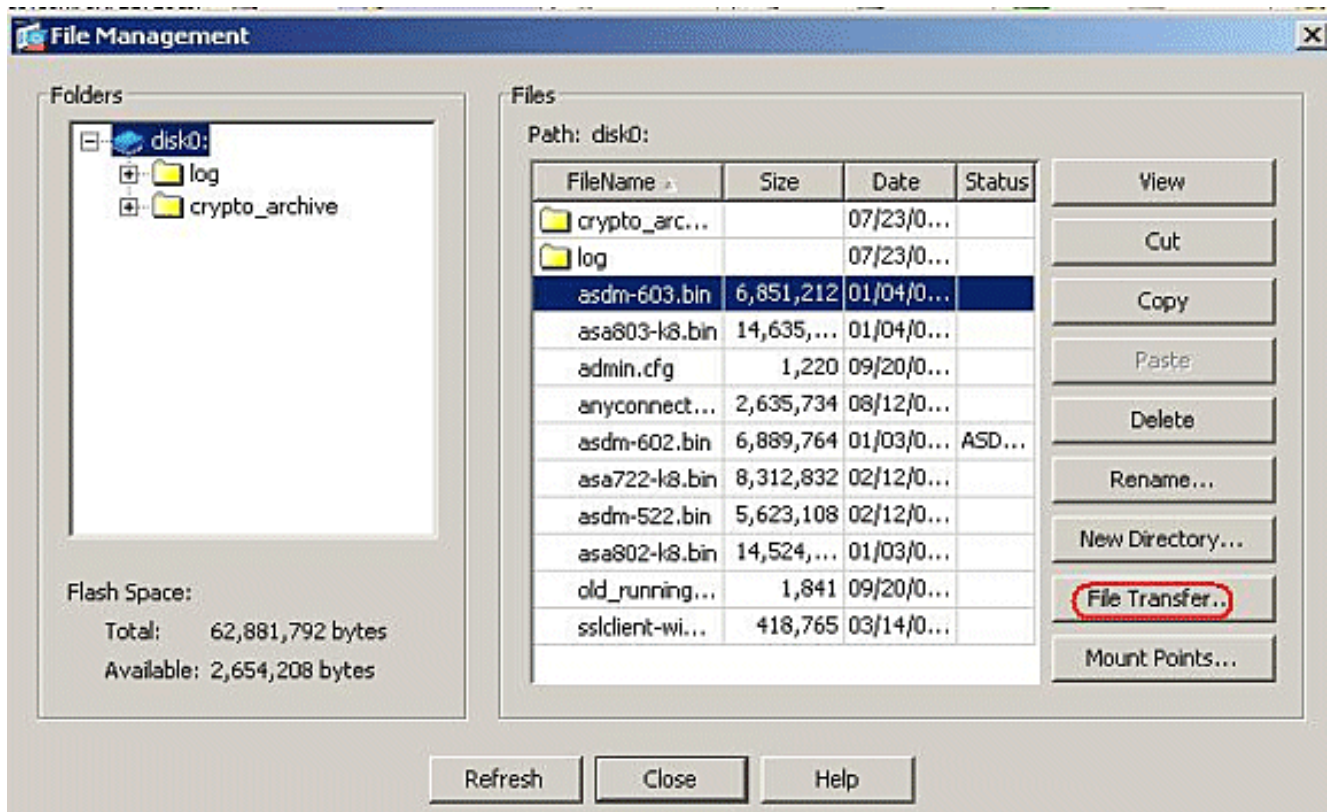 File Management
Folders
disk0:
log
crypto_archive
Flash Space:
Total: 62,881,792 bytes
Available: 2,654,208 bytes
Files
Path: disk0:
FileName Size Date Status
crypto_arc... 07/23/0...
log 07/23/0...
asdm-603.bin 6,851,212 01/04/0...
asa803-k8.bin 14,635,... 01/04/0...
admin.cfg 1,220 09/20/0...
anyconnect... 2,635,734 08/12/0...
asdm-602.bin 6,889,764 01/03/0... ASD...
asa722-k8.bin 8,312,832 02/12/0...
asdm-522.bin 5,623,108 02/12/0...
asa802-k8.bin 14,524,... 01/03/0...
old_running... 1,841 09/20/0...
sslclient-wi... 418,765 03/14/0...
View
Cut
Copy
Paste
Delete
Rename...
New Directory...
File Transfer..
Mount Points...
Refresh Close Help